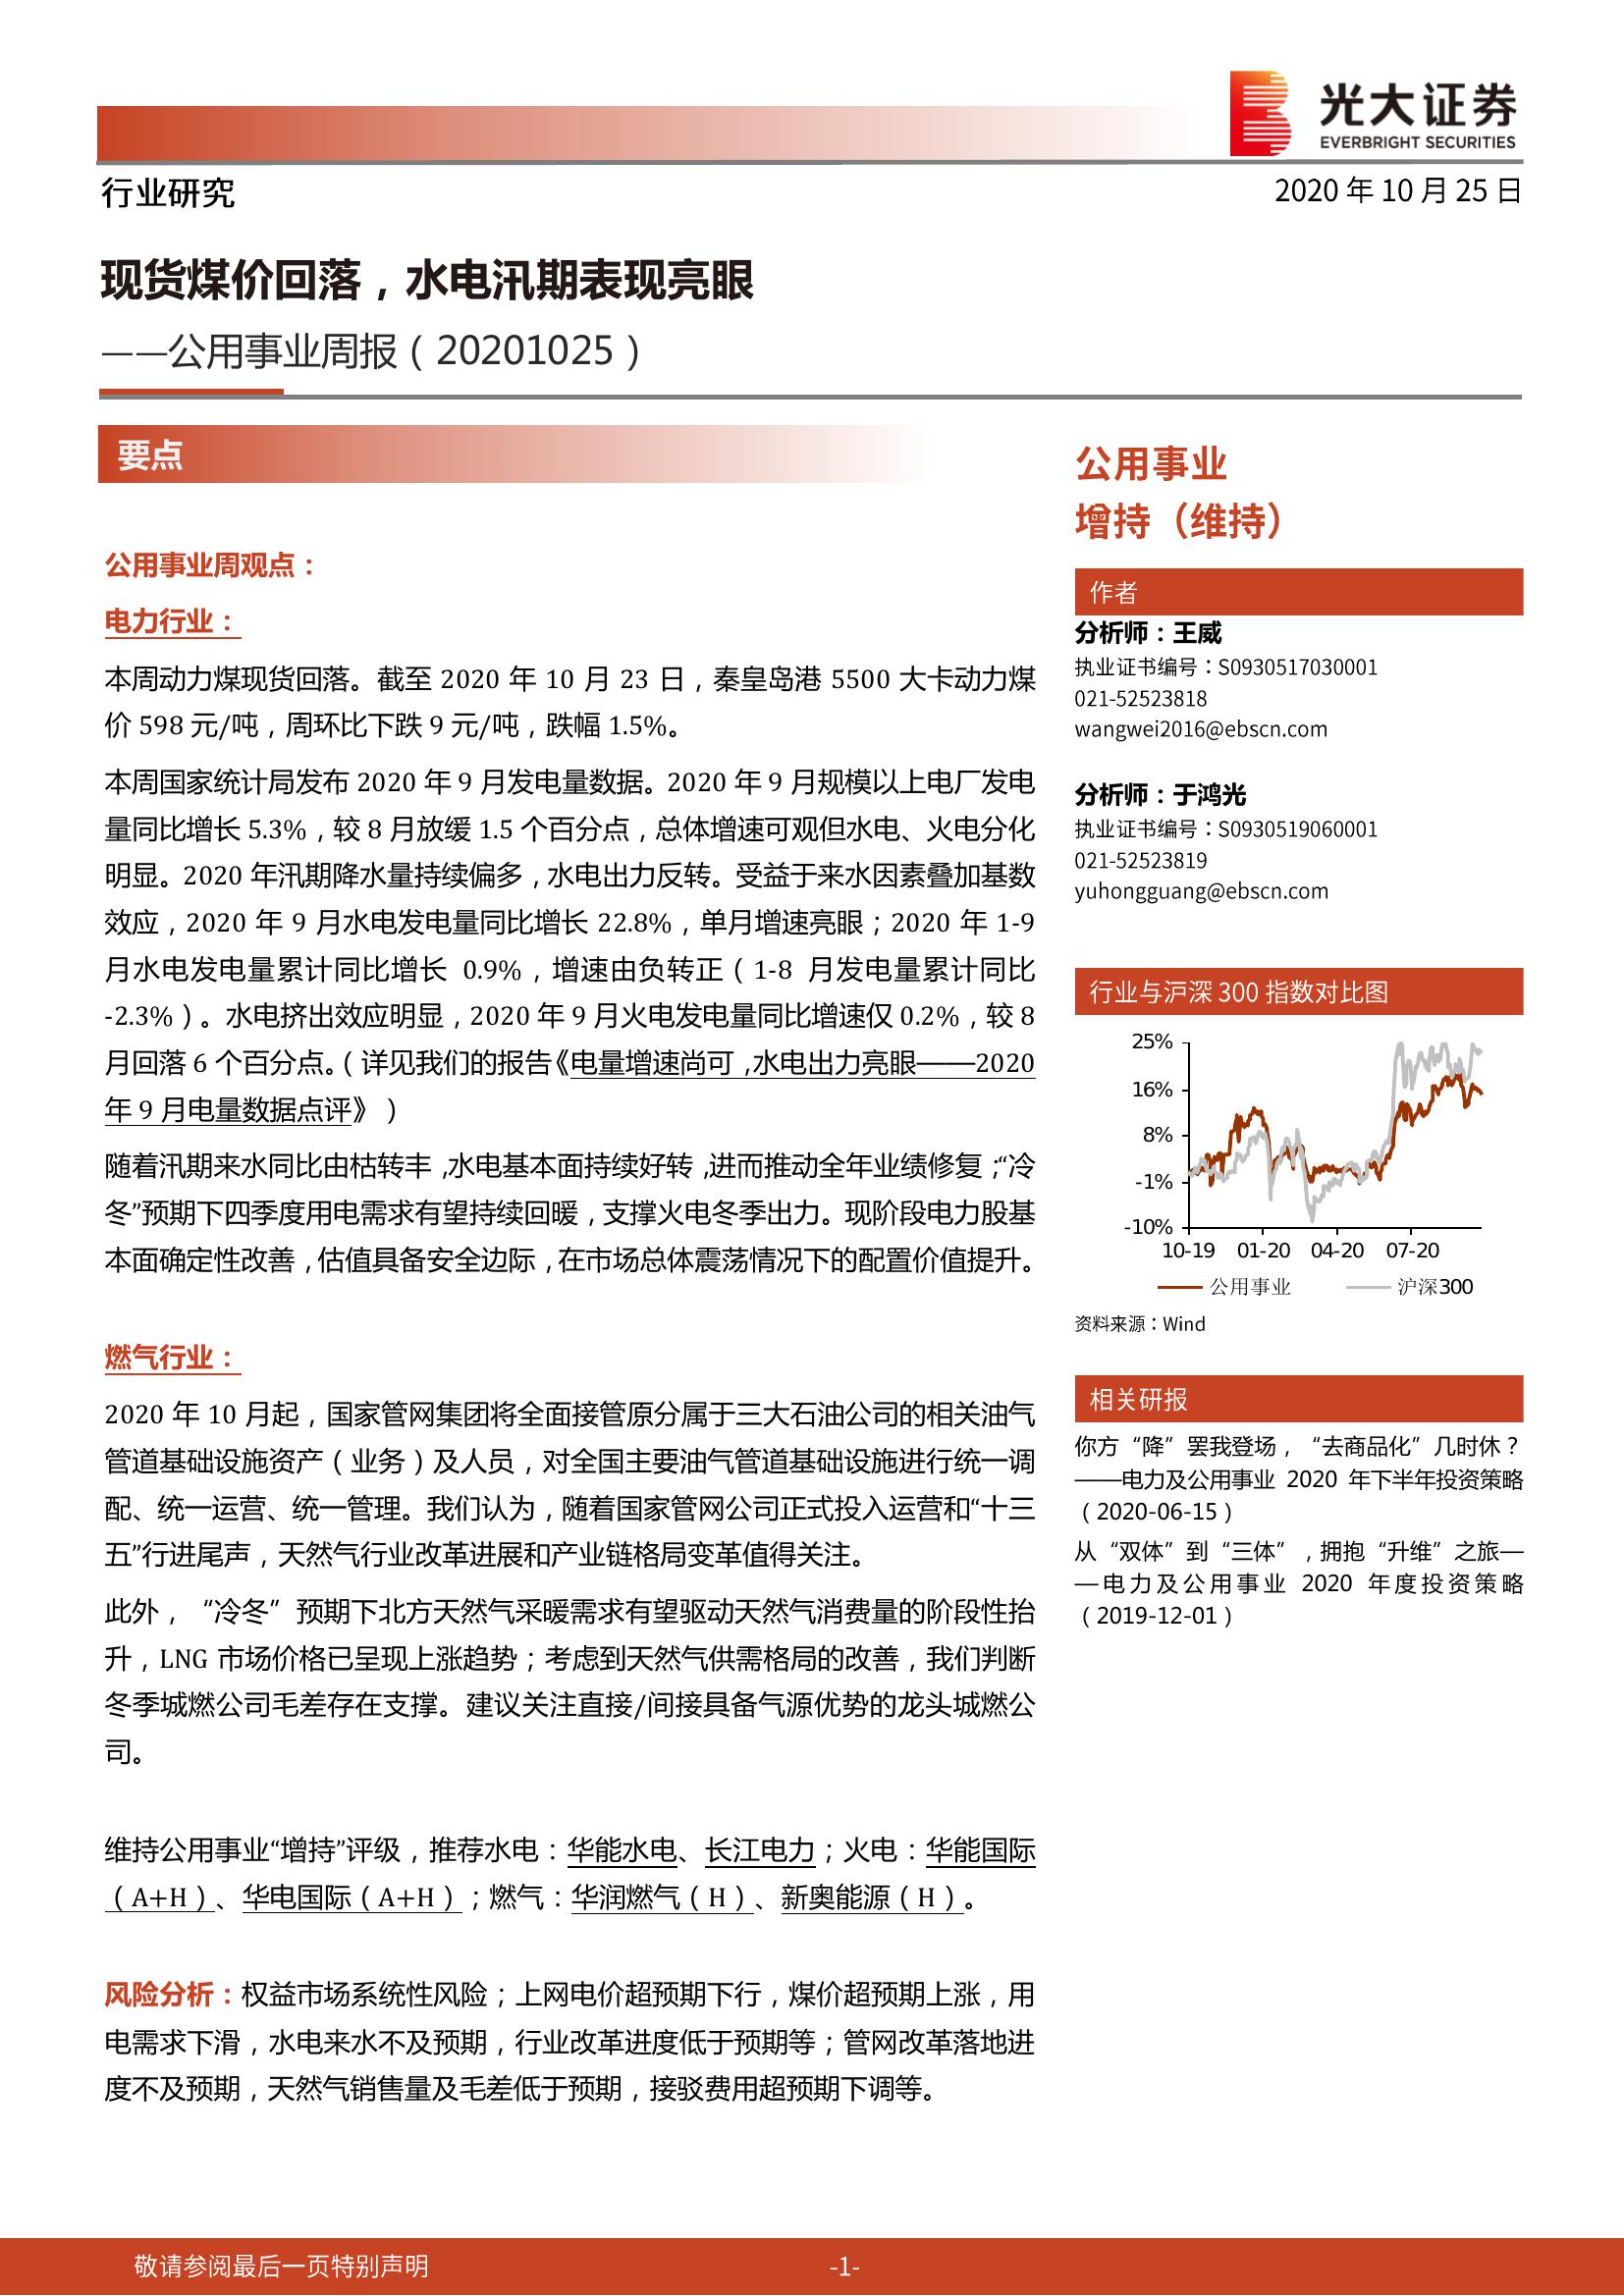 光大证券
EVERBRIGHT SECURITIES
行业研究
2020 年 10 月 25 日
现货煤价回落，水电汛期表现亮眼
——公用事业周报（20201025）
要点
公用事业周观点：
电力行业：
本周动力煤现货回落。截至 2020 年 10 月 23 日，秦皇岛港 5500 大卡动力煤
价 598 元/吨，周环比下跌 9 元/吨，跌幅 1.5%。
本周国家统计局发布 2020 年 9 月发电量数据。2020 年 9 月规模以上电厂发电
量同比增长 5.3%，较 8 月放缓 1.5 个百分点，总体增速可观但水电、火电分化
明显。2020 年汛期降水量持续偏多，水电出力反转。受益于来水因素叠加基数
效应，2020 年 9 月水电发电量同比增长 22.8%，单月增速亮眼；2020 年 1-9
月水电发电量累计同比增长 0.9%，增速由负转正（1-8 月发电量累计同比
-2.3%）。水电挤出效应明显，2020 年 9 月火电发电量同比增速仅 0.2%，较 8
月回落 6 个百分点。（详见我们的报告《电量增速尚可，水电出力亮眼——2020
年 9 月电量数据点评》）
随着汛期来水同比由枯转丰，水电基本面持续好转，进而推动全年业绩修复；“冷
冬”预期下四季度用电需求有望持续回暖，支撑火电冬季出力。现阶段电力股基
本面确定性改善，估值具备安全边际，在市场总体震荡情况下的配置价值提升。
燃气行业：
2020 年 10 月起，国家管网集团将全面接管原分属于三大石油公司的相关油气
管道基础设施资产（业务）及人员，对全国主要油气管道基础设施进行统一调
配、统一运营、统一管理。我们认为，随着国家管网公司正式投入运营和“十三
五”行进尾声，天然气行业改革进展和产业链格局变革值得关注。
此外，“冷冬”预期下北方天然气采暖需求有望驱动天然气消费量的阶段性抬
升，LNG 市场价格已呈现上涨趋势；考虑到天然气供需格局的改善，我们判断
冬季城燃公司毛差存在支撑。建议关注直接/间接具备气源优势的龙头城燃公
司。
维持公用事业“增持”评级，推荐水电：华能水电、长江电力；火电：华能国际
（A+H）、华电国际（A+H）；燃气：华润燃气（H）、新奥能源（H）。
风险分析：权益市场系统性风险；上网电价超预期下行，煤价超预期上涨，用
电需求下滑，水电来水不及预期，行业改革进度低于预期等；管网改革落地进
度不及预期，天然气销售量及毛差低于预期，接驳费用超预期下调等。
公用事业
增持（维持）
作者
分析师：王威
执业证书编号：S0930517030001
021-52523818
wangwei2016@ebscn.com
分析师：于鸿光
执业证书编号：S0930519060001
021-52523819
yuhongguang@ebscn.com
行业与沪深 300 指数对比图
25%
16%
8%
-1%
-10%
10-19 01-20 04-20 07-20
公用事业 沪深300
资料来源：Wind
相关研报
你方“降”罢我登场，“去商品化”几时休？
——电力及公用事业 2020 年下半年投资策略
（2020-06-15）
从“双体”到“三体”，拥抱“升维”之旅—
—电力及公用事业 2020 年度投资策略
（2019-12-01）
敬请参阅最后一页特别声明
-1-